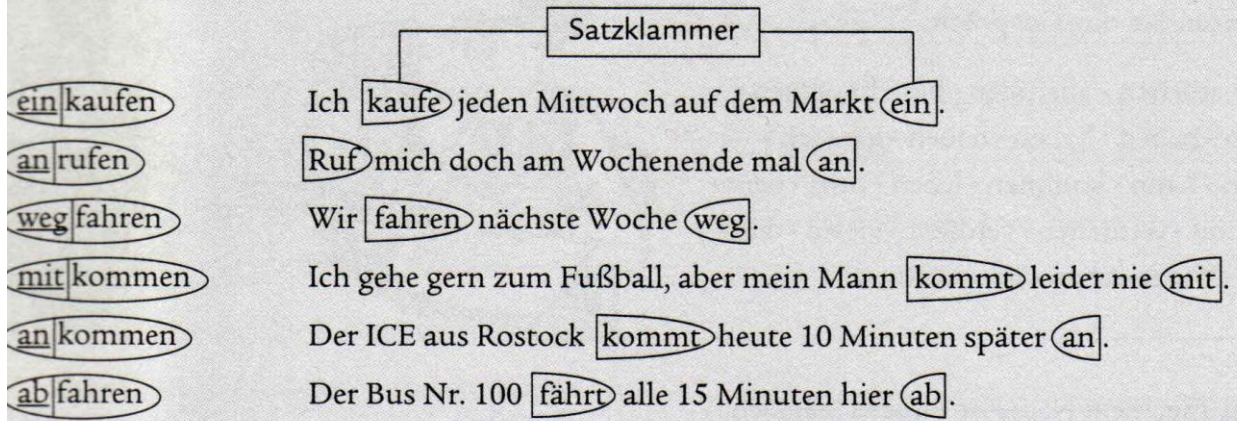 Satzklammer
einkaufen Ich kaufe jeden Mittwoch auf dem Markt ein.
anrufen Ruf mich doch am Wochenende mal an.
wegfahren Wir fahren nächste Woche weg.
mitkommen Ich gehe gern zum Fußball, aber mein Mann kommt leider nie mit.
ankommen Der ICE aus Rostock kommt heute 10 Minuten später an.
abfahren Der Bus Nr. 100 fährt alle 15 Minuten hier ab.